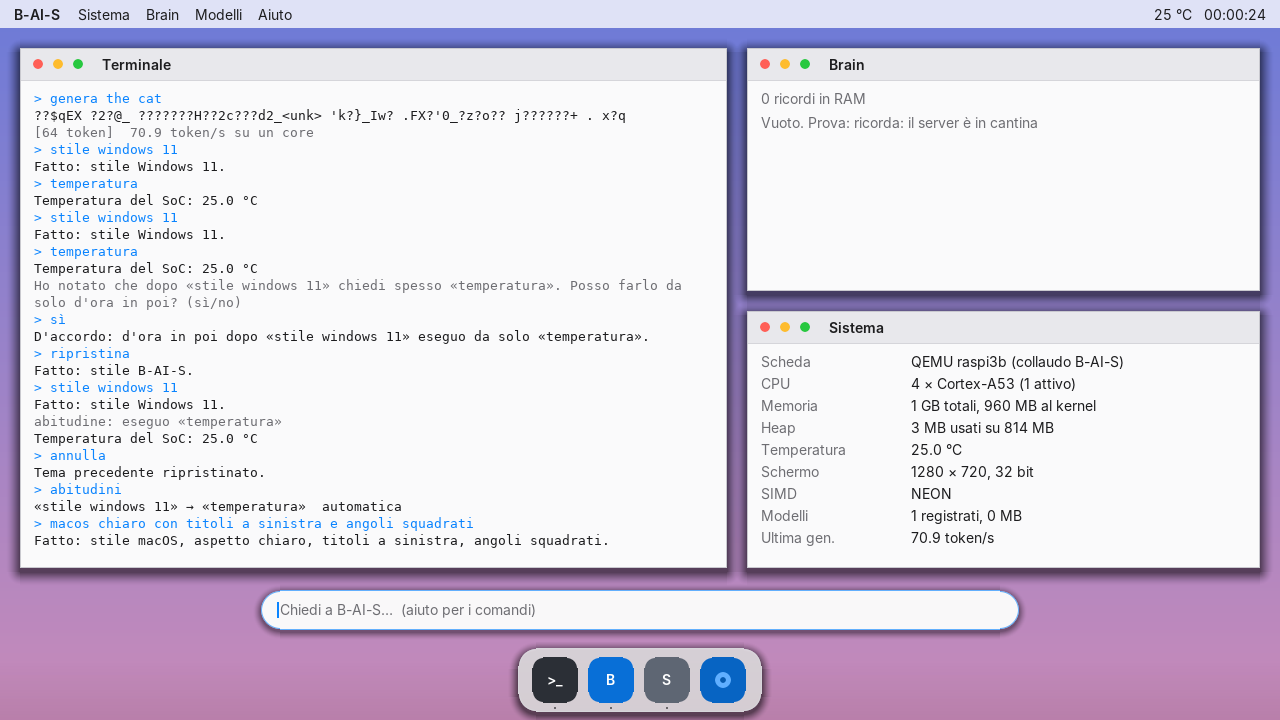 B-AI-S Sistema Brain Modelli Aiuto 25 °C 00:00:24
Terminale
> genera the cat
??$qEX ?2?@_ ???????H??2c???d2_<unk> 'k?}_Iw? .FX?'0_?z?o?? j??????+ . x?q
[64 token]  70.9 token/s su un core
> stile windows 11
Fatto: stile Windows 11.
> temperatura
Temperatura del SoC: 25.0 °C
> stile windows 11
Fatto: stile Windows 11.
> temperatura
Temperatura del SoC: 25.0 °C
Ho notato che dopo «stile windows 11» chiedi spesso «temperatura». Posso farlo da
solo d'ora in poi? (sì/no)
> sì
D'accordo: d'ora in poi dopo «stile windows 11» eseguo da solo «temperatura».
> ripristina
Fatto: stile B-AI-S.
> stile windows 11
Fatto: stile Windows 11.
abitudine: eseguo «temperatura»
Temperatura del SoC: 25.0 °C
> annulla
Tema precedente ripristinato.
> abitudini
«stile windows 11» → «temperatura»  automatica
> macos chiaro con titoli a sinistra e angoli squadrati
Fatto: stile macOS, aspetto chiaro, titoli a sinistra, angoli squadrati.
Brain
0 ricordi in RAM
Vuoto. Prova: ricorda: il server è in cantina
Sistema
Scheda QEMU raspi3b (collaudo B-AI-S)
CPU 4 × Cortex-A53 (1 attivo)
Memoria 1 GB totali, 960 MB al kernel
Heap 3 MB usati su 814 MB
Temperatura 25.0 °C
Schermo 1280 × 720, 32 bit
SIMD NEON
Modelli 1 registrati, 0 MB
Ultima gen. 70.9 token/s
Chiedi a B-AI-S...  (aiuto per i comandi)
>_ B S